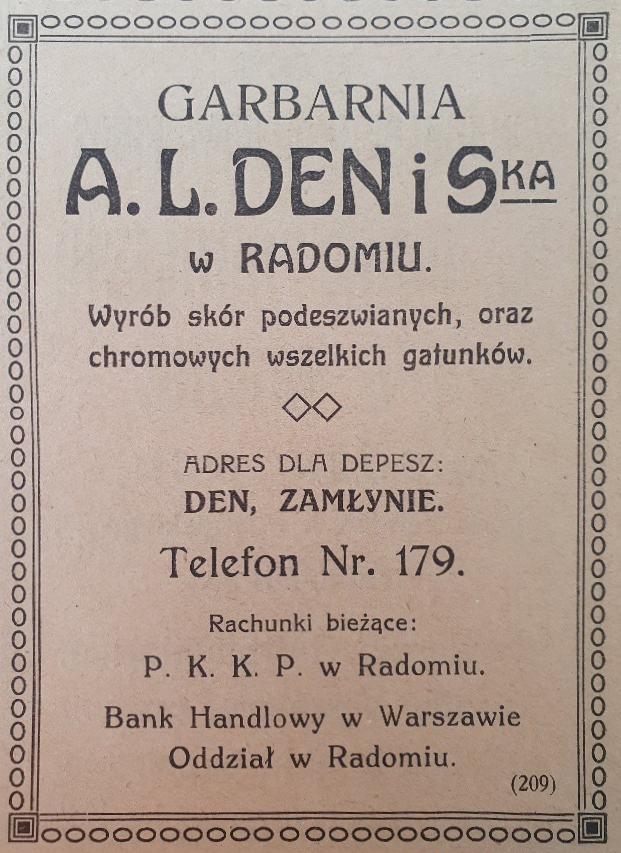 GARBARNIA
A. L. DEN i SKA
w RADOMIU.
Wyrób skór podeszwianych, oraz
chromowych wszelkich gatunków.
ADRES DLA DEPESZ:
DEN, ZAMŁYNIE.
Telefon Nr. 179.
Rachunki bieżące:
P. K. K. P. w Radomiu.
Bank Handlowy w Warszawie
Oddział w Radomiu.
(209)